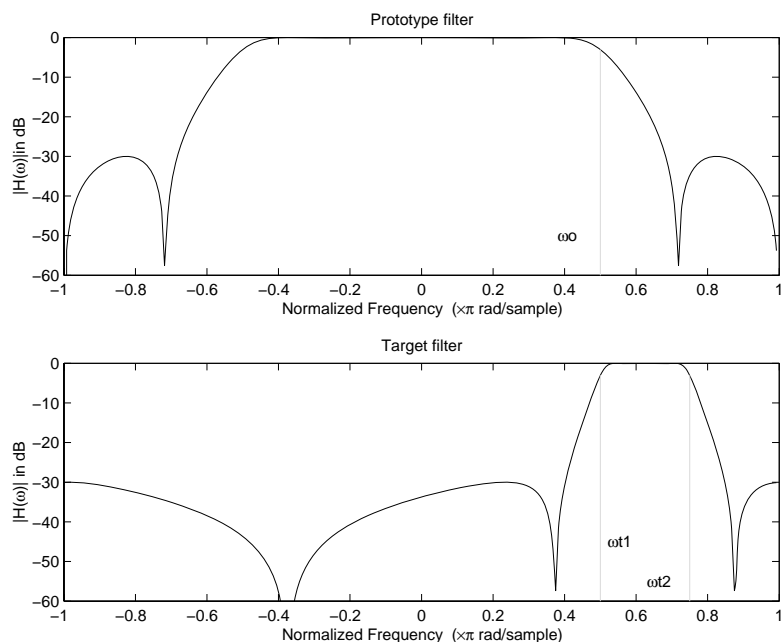 Prototype filter
0
−10
−20
−30
−40
−50
−60
|H(ω)|in dB
ωo
−1 −0.8 −0.6 −0.4 −0.2 0 0.2 0.4 0.6 0.8 1
Normalized Frequency (×π rad/sample)
Target filter
0
−10
−20
−30
−40
−50
−60
|H(ω)| in dB
ωt1
ωt2
−1 −0.8 −0.6 −0.4 −0.2 0 0.2 0.4 0.6 0.8 1
Normalized Frequency (×π rad/sample)